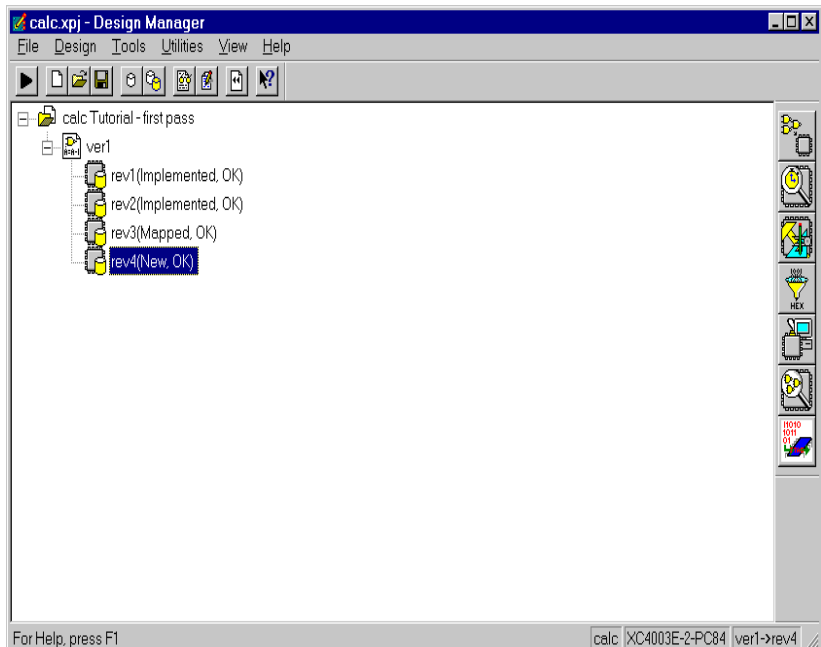 calc.xpj - Design Manager
File Design Tools Utilities View Help
calc Tutorial - first pass
ver1
rev1(Implemented, OK)
rev2(Implemented, OK)
rev3(Mapped, OK)
rev4(New, OK)
HEX
11010
1011
01
For Help, press F1
calc XC4003E-2-PC84 ver1->rev4